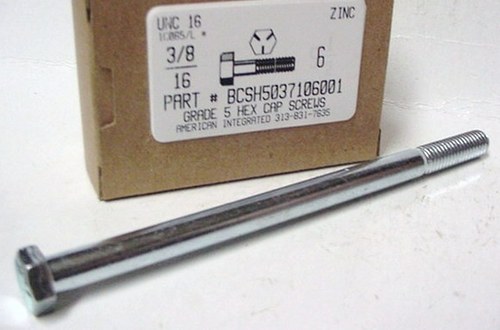 UNC 16 ZINC
3/8
16
6
PART # BCSH5037106001
GRADE 5 HEX CAP SCREWS
AMERICAN INTEGRATED 313-831-7635